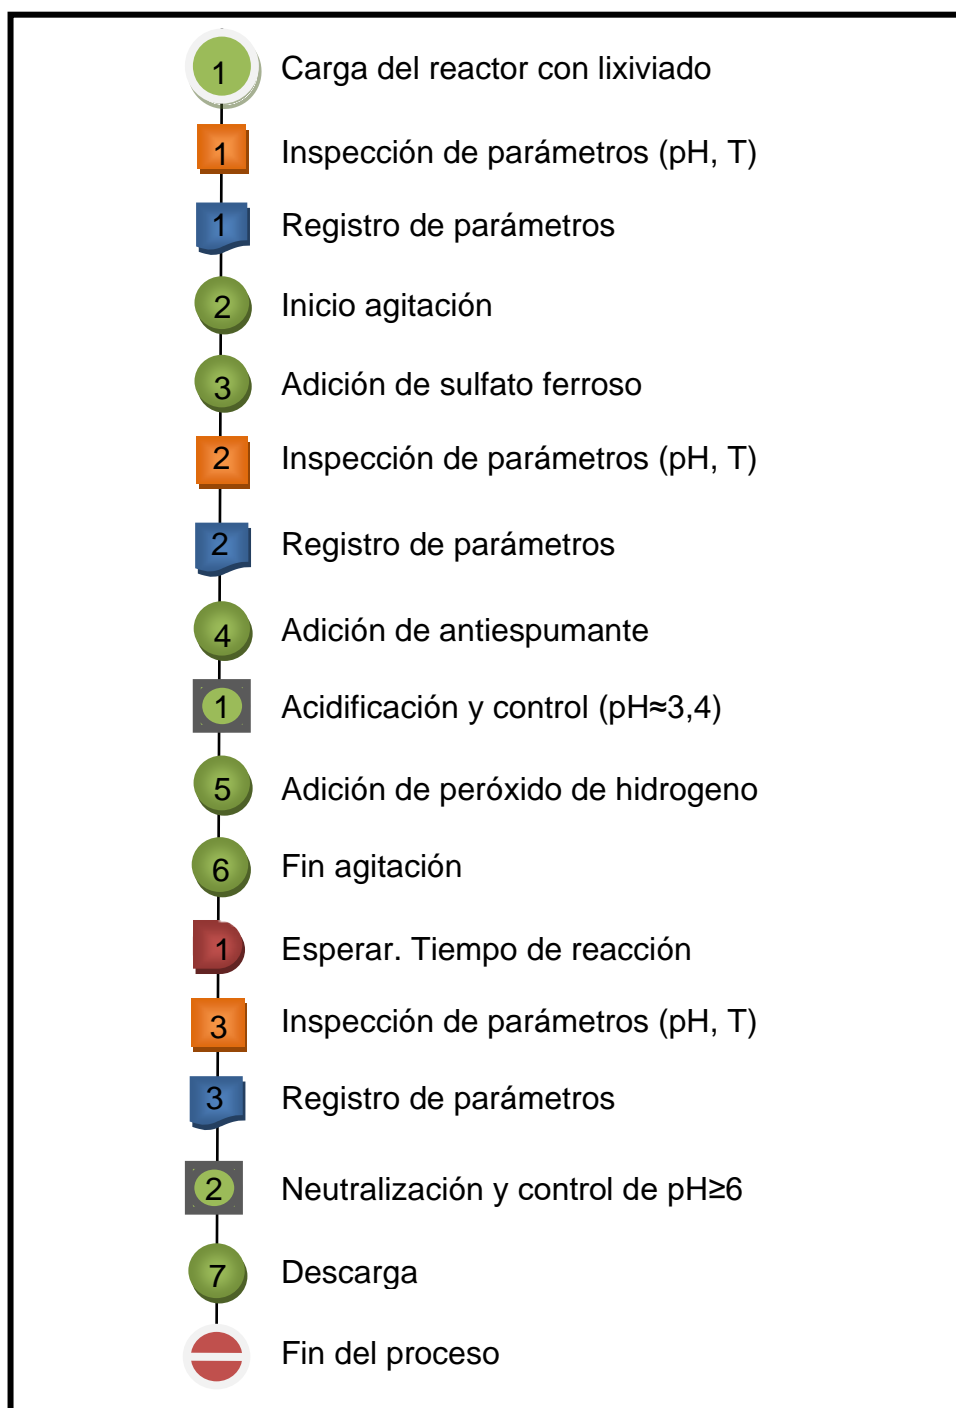 1 Carga del reactor con lixiviado
1 Inspección de parámetros (pH, T)
1 Registro de parámetros
2 Inicio agitación
3 Adición de sulfato ferroso
2 Inspección de parámetros (pH, T)
2 Registro de parámetros
4 Adición de antiespumante
1 Acidificación y control (pH≈3,4)
5 Adición de peróxido de hidrogeno
6 Fin agitación
1 Esperar. Tiempo de reacción
3 Inspección de parámetros (pH, T)
3 Registro de parámetros
2 Neutralización y control de pH≥6
7 Descarga
Fin del proceso